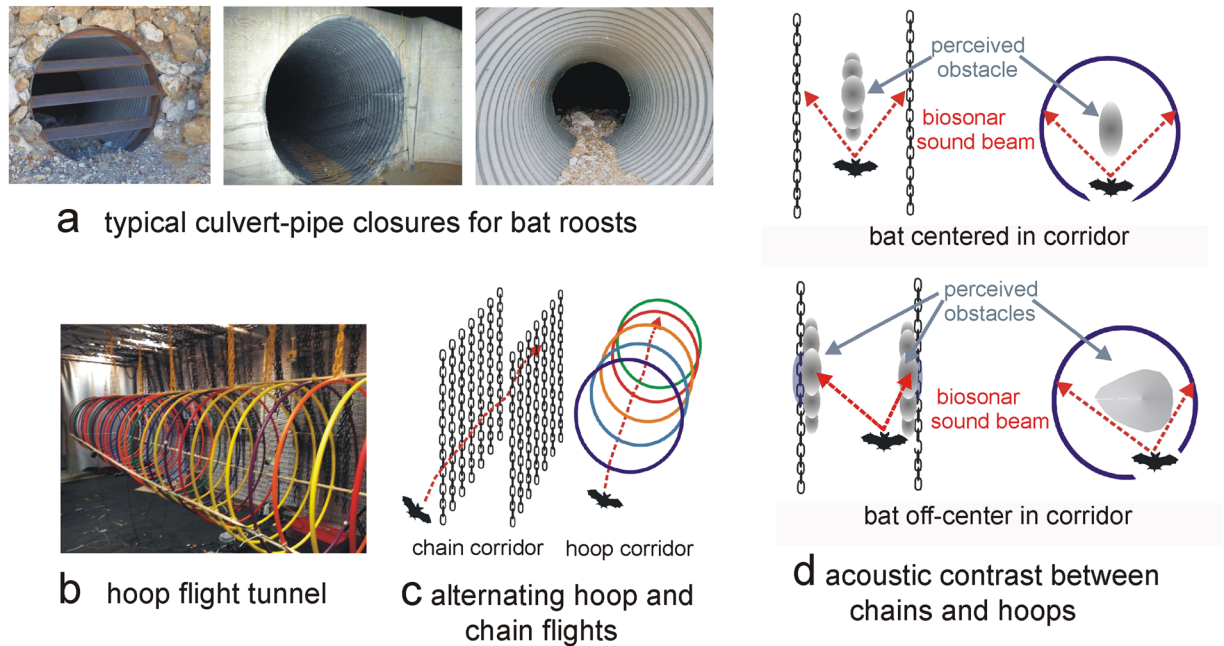 a typical culvert-pipe closures for bat roosts
b hoop flight tunnel
chain corridor
hoop corridor
c alternating hoop and
chain flights
perceived
obstacle
biosonar
sound beam
bat centered in corridor
perceived
obstacles
biosonar
sound beam
bat off-center in corridor
d acoustic contrast between
chains and hoops